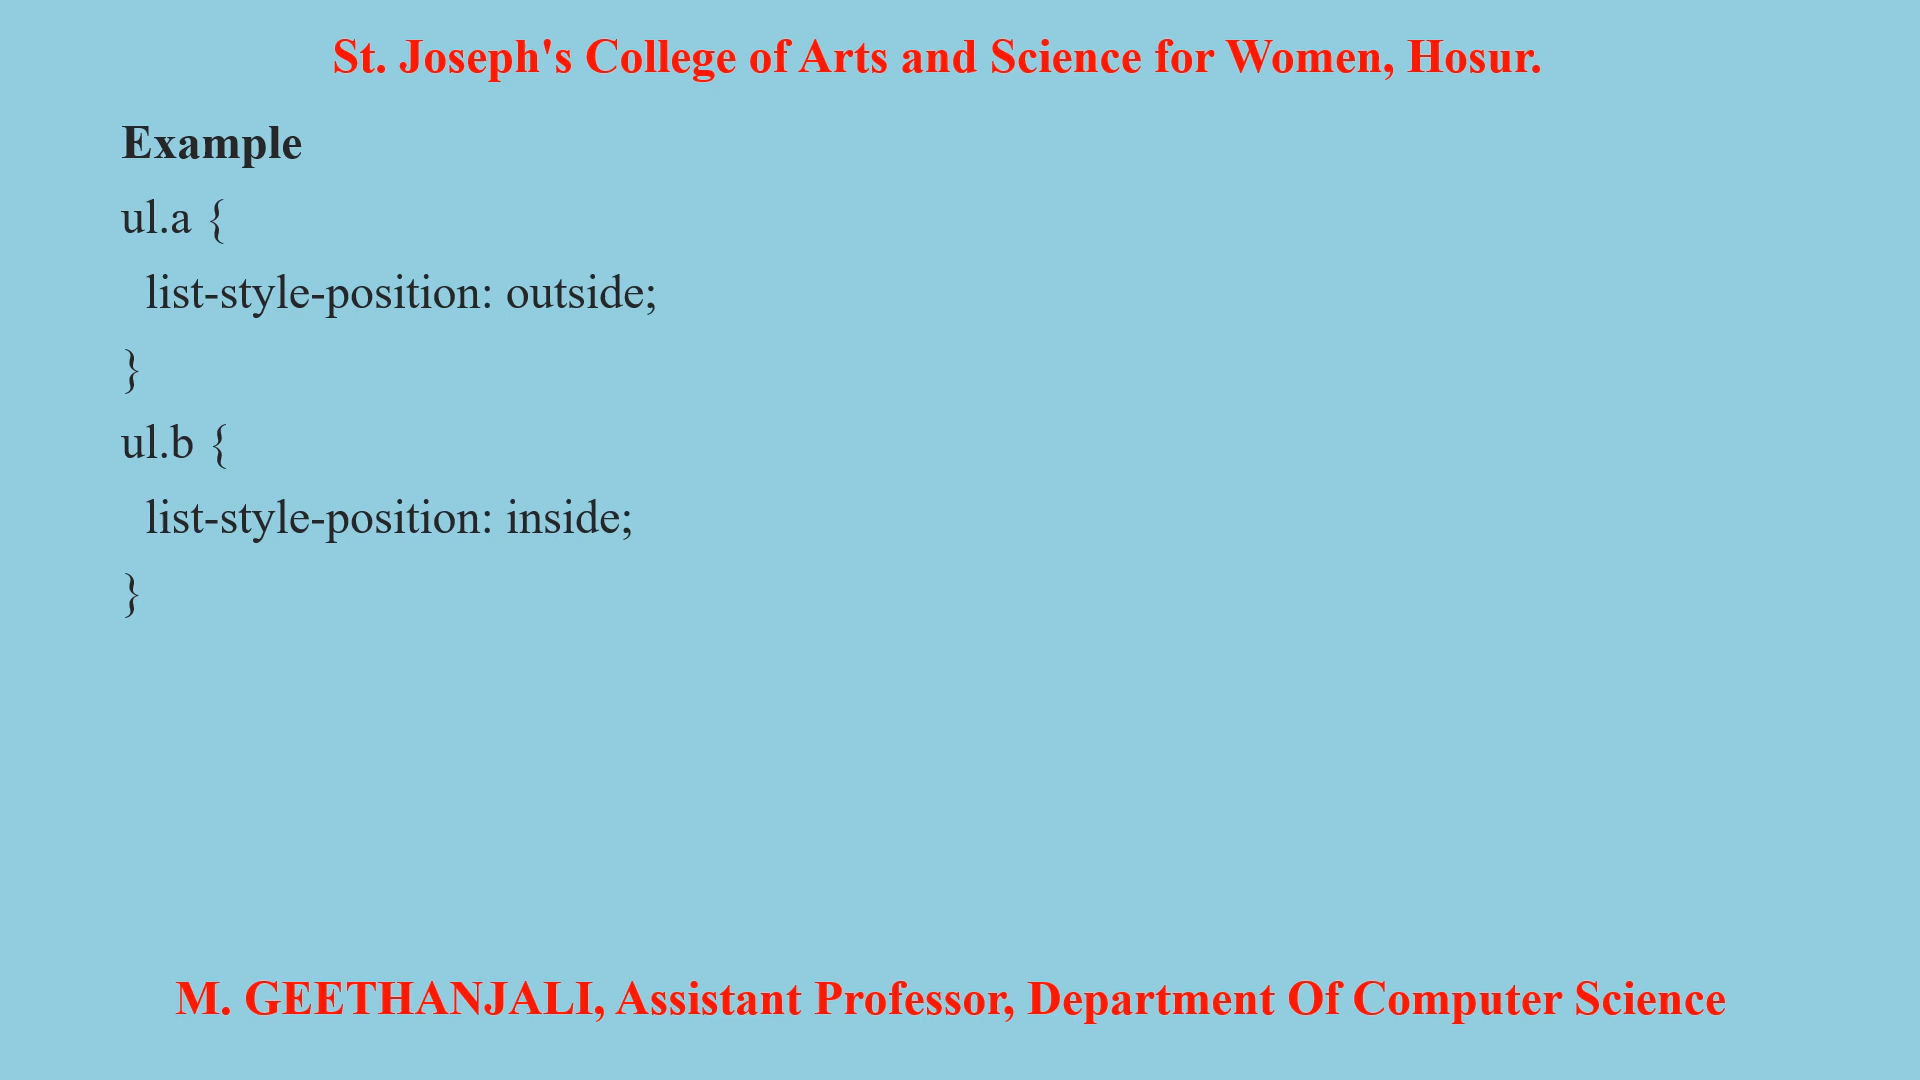 St. Joseph's College of Arts and Science for Women, Hosur.
Example
ul.a {
  list-style-position: outside;
}
ul.b {
  list-style-position: inside;
}
M. GEETHANJALI, Assistant Professor, Department Of Computer Science